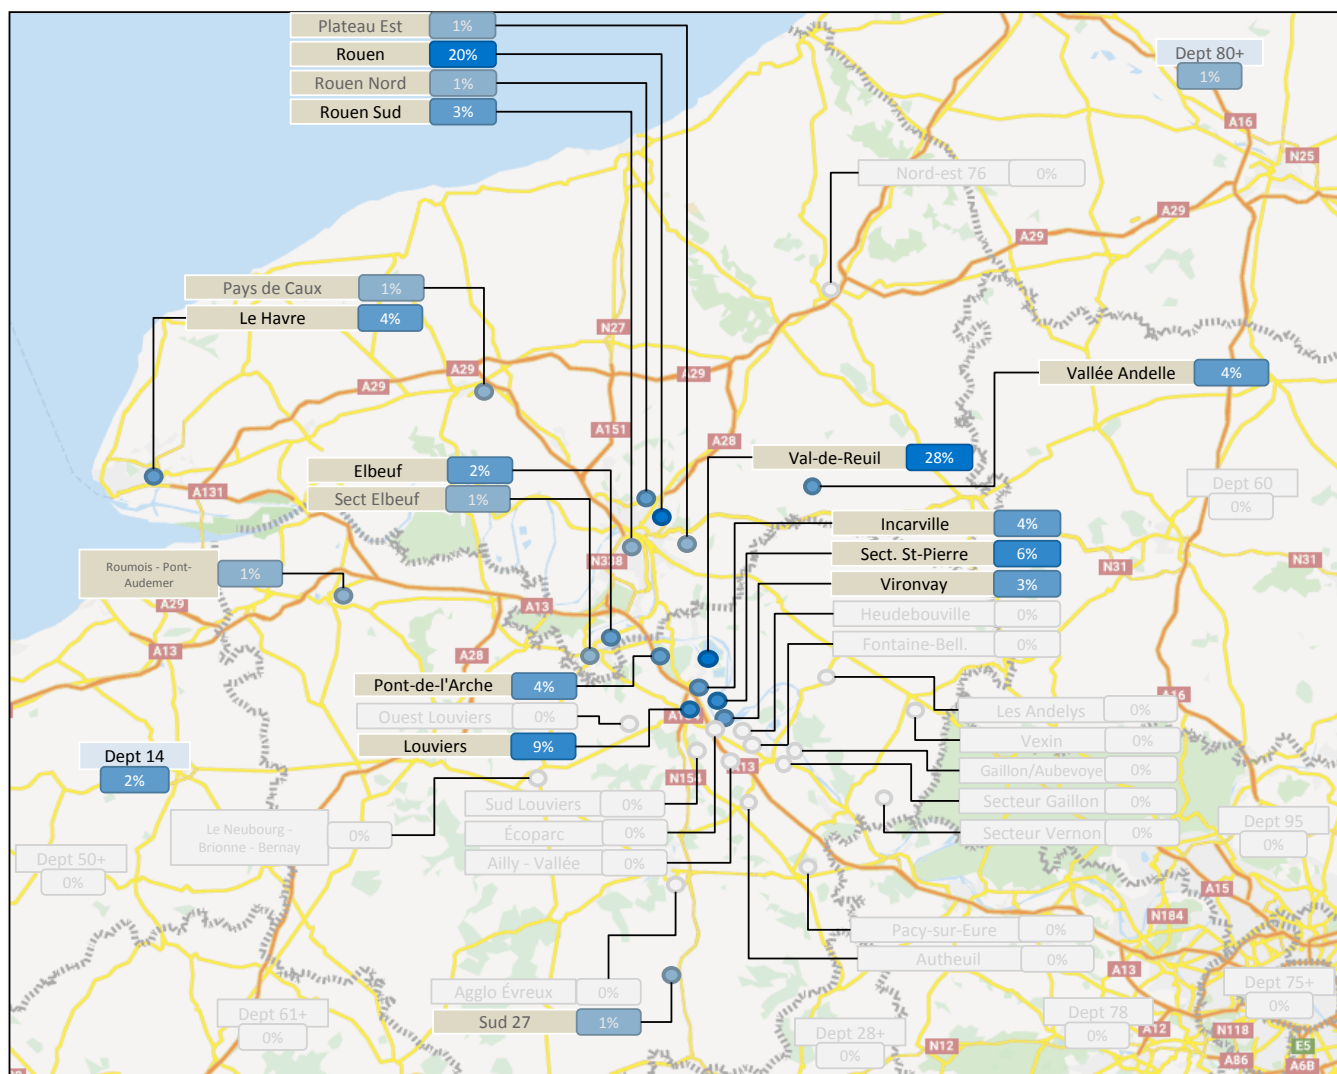 Plateau Est 1%
Rouen 20%
Rouen Nord 1%
Rouen Sud 3%
Dept 80+
1%
A16
N25
Nord-est 76 0%
A29
A29
Pays de Caux 1%
Le Havre 4%
N27
A29
A29
A29
Vallée Andelle 4%
A151
A28
Val-de-Reuil 28%
Elbeuf 2%
Sect Elbeuf 1%
A131
Dept 60
0%
Incarville 4%
Sect. St-Pierre 6%
Vironvay 3%
Heudebouville 0%
Fontaine-Bell. 0%
N338
N31
N31
Roumois - Pont-
Audemer 1%
A29
A13
A13
A28
Pont-de-l'Arche 4%
Ouest Louviers 0%
Louviers 9%
A16
Les Andelys 0%
Vexin 0%
Gaillon/Aubevoye 0%
Secteur Gaillon 0%
Secteur Vernon 0%
Dept 14
2%
N154
A13
Sud Louviers 0%
Écoparc 0%
Ailly - Vallée 0%
Le Neubourg -
Brionne - Bernay 0%
Dept 50+
0%
Dept 95
0%
A15
N184
Pacy-sur-Eure 0%
Autheuil 0%
A13
Agglo Évreux 0%
Sud 27 1%
Dept 61+
0%
Dept 28+
0%
Dept 78
0%
Dept 75+
0%
A12
N118
N12
E5
A86
A6B